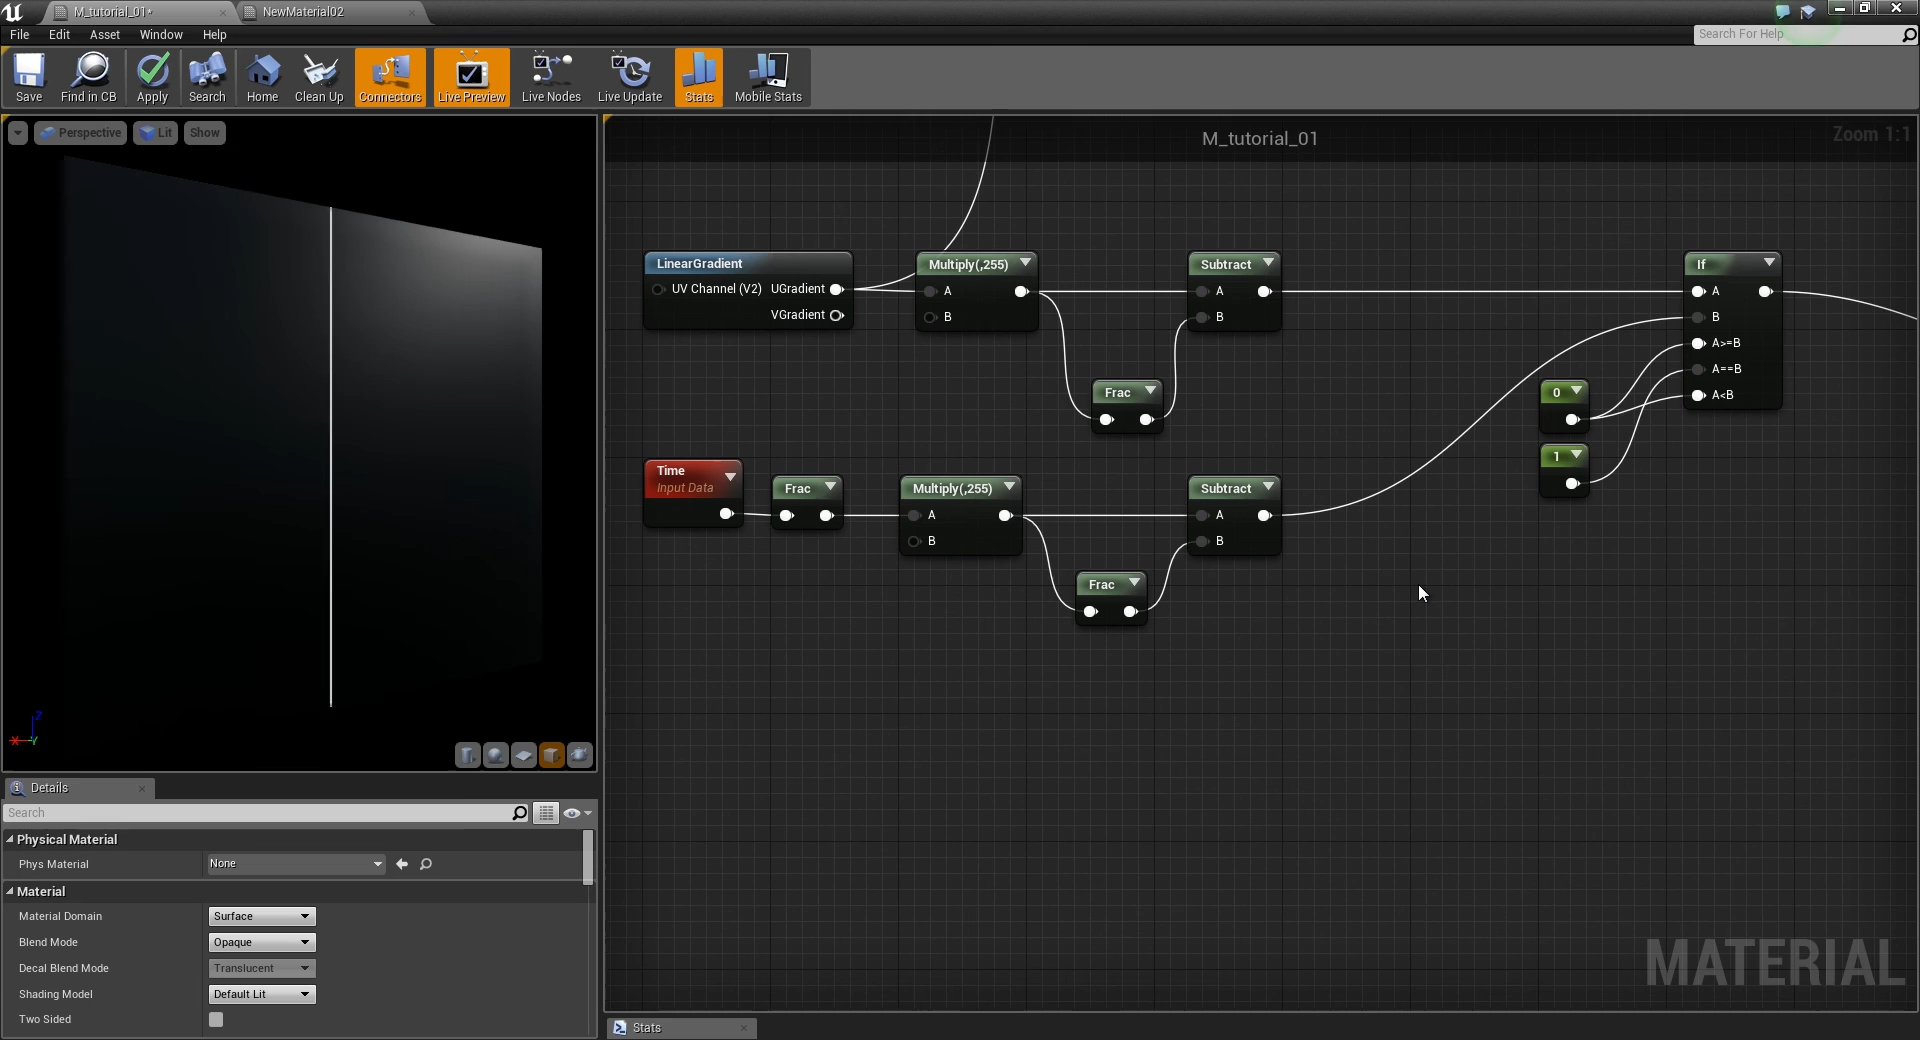 M_tutorial_01*
NewMaterial02
File Edit Asset Window Help
Search For Help
Save
Find in CB
Apply
Search
Home
Clean Up
Connectors
Live Preview
Live Nodes
Live Update
Stats
Mobile Stats
Perspective
Lit
Show
M_tutorial_01
Zoom 1:1
LinearGradient
UV Channel (V2) UGradient
VGradient
Multiply(,255)
A
B
Subtract
A
B
If
A
B
A>=B
A==B
A<B
Frac
0
1
Time
Input Data
Frac
Multiply(,255)
A
B
Subtract
A
B
Frac
X
Y
Z
MATERIAL
Details
Search
Physical Material
Phys Material None
Material
Material Domain Surface
Blend Mode Opaque
Decal Blend Mode Translucent
Shading Model Default Lit
Two Sided
Stats